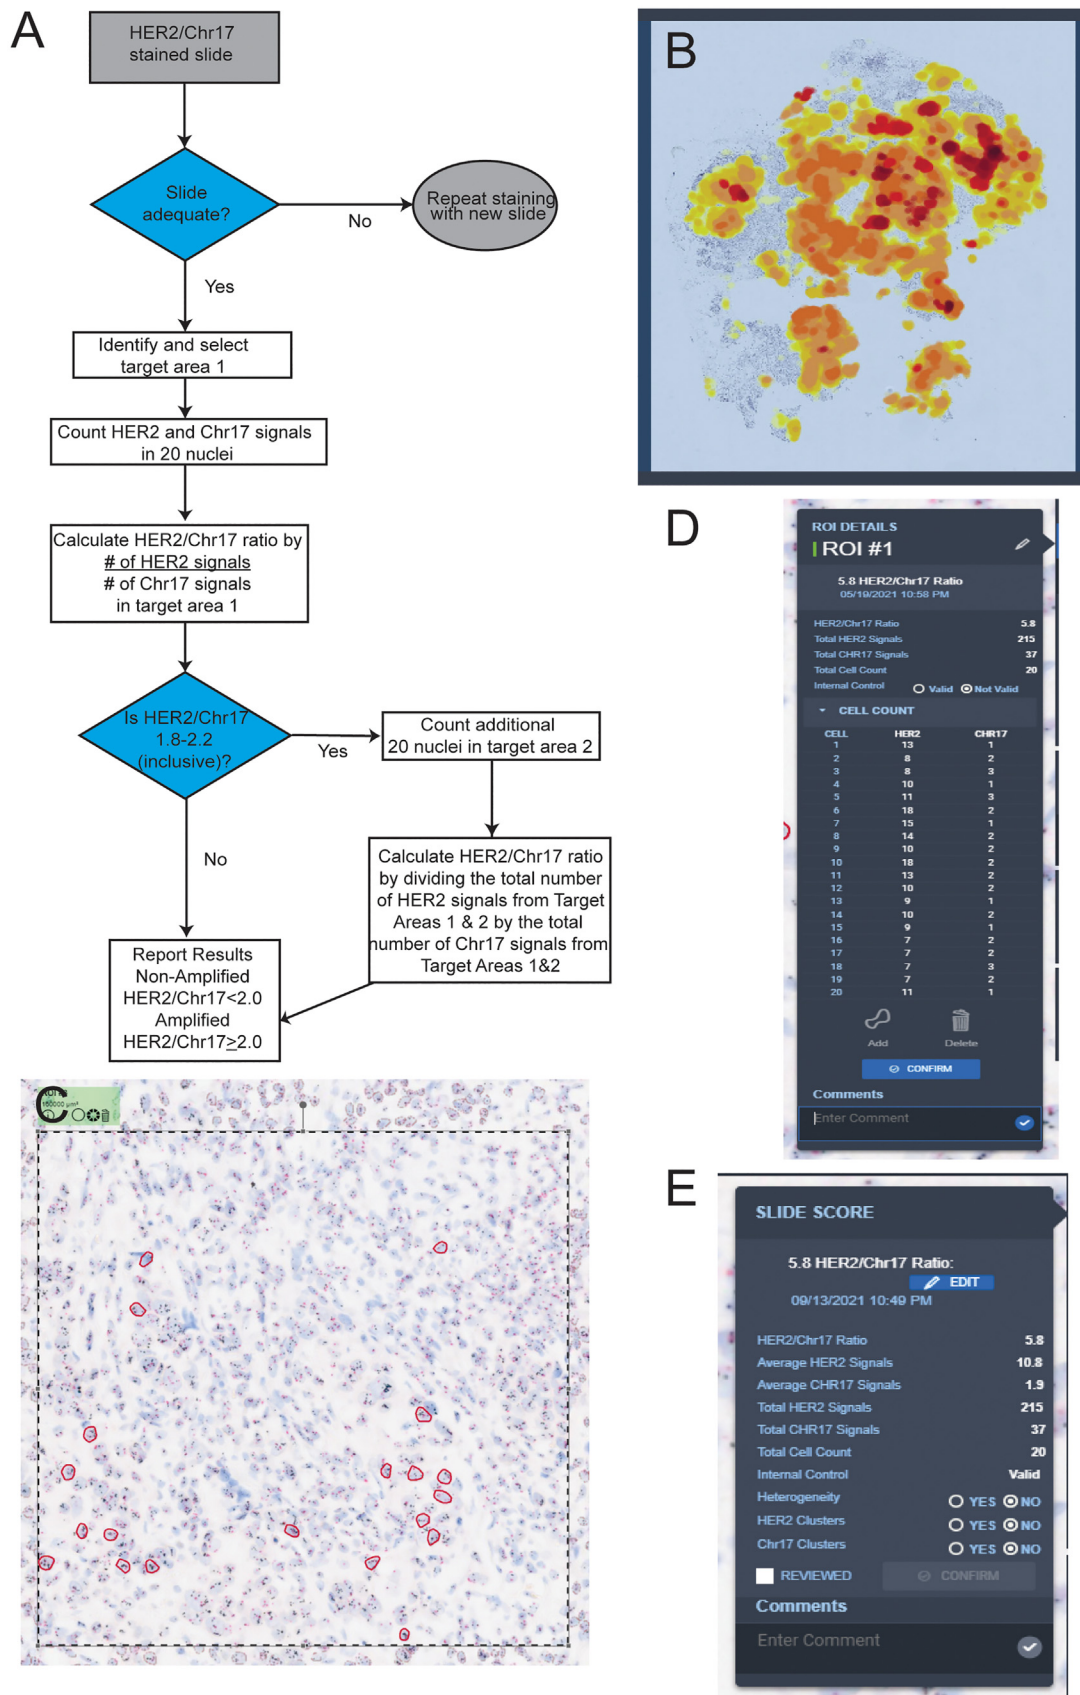 A
HER2/Chr17
stained slide
Slide
adequate?
No
Repeat staining
with new slide
Yes
Identify and select
target area 1
Count HER2 and Chr17 signals
in 20 nuclei
Calculate HER2/Chr17 ratio by
# of HER2 signals
# of Chr17 signals
in target area 1
Is HER2/Chr17
1.8-2.2
(inclusive)?
Yes
Count additional
20 nuclei in target area 2
No
Calculate HER2/Chr17 ratio
by dividing the total number
of HER2 signals from Target
Areas 1 & 2 by the total
number of Chr17 signals from
Target Areas 1&2
Report Results
Non-Amplified
HER2/Chr17<2.0
Amplified
HER2/Chr17≥2.0
B
C
D
ROI DETAILS
ROI #1
5.8 HER2/Chr17 Ratio
05/19/2021 10:58 PM
HER2/Chr17 Ratio 5.8
Total HER2 Signals 215
Total CHR17 Signals 37
Total Cell Count 20
Internal Control Valid Not Valid
CELL COUNT
CELL HER2 CHR17
1 13 1
2 8 2
3 8 3
4 10 1
5 11 3
6 18 2
7 15 1
8 14 2
9 10 2
10 18 2
11 13 2
12 10 2
13 9 1
14 10 2
15 9 1
16 7 2
17 7 2
18 7 3
19 7 2
20 11 1
Add Delete
CONFIRM
Comments
Enter Comment
E
SLIDE SCORE
5.8 HER2/Chr17 Ratio:
EDIT
09/13/2021 10:49 PM
HER2/Chr17 Ratio 5.8
Average HER2 Signals 10.8
Average CHR17 Signals 1.9
Total HER2 Signals 215
Total CHR17 Signals 37
Total Cell Count 20
Internal Control Valid
Heterogeneity YES NO
HER2 Clusters YES NO
Chr17 Clusters YES NO
REVIEWED CONFIRM
Comments
Enter Comment